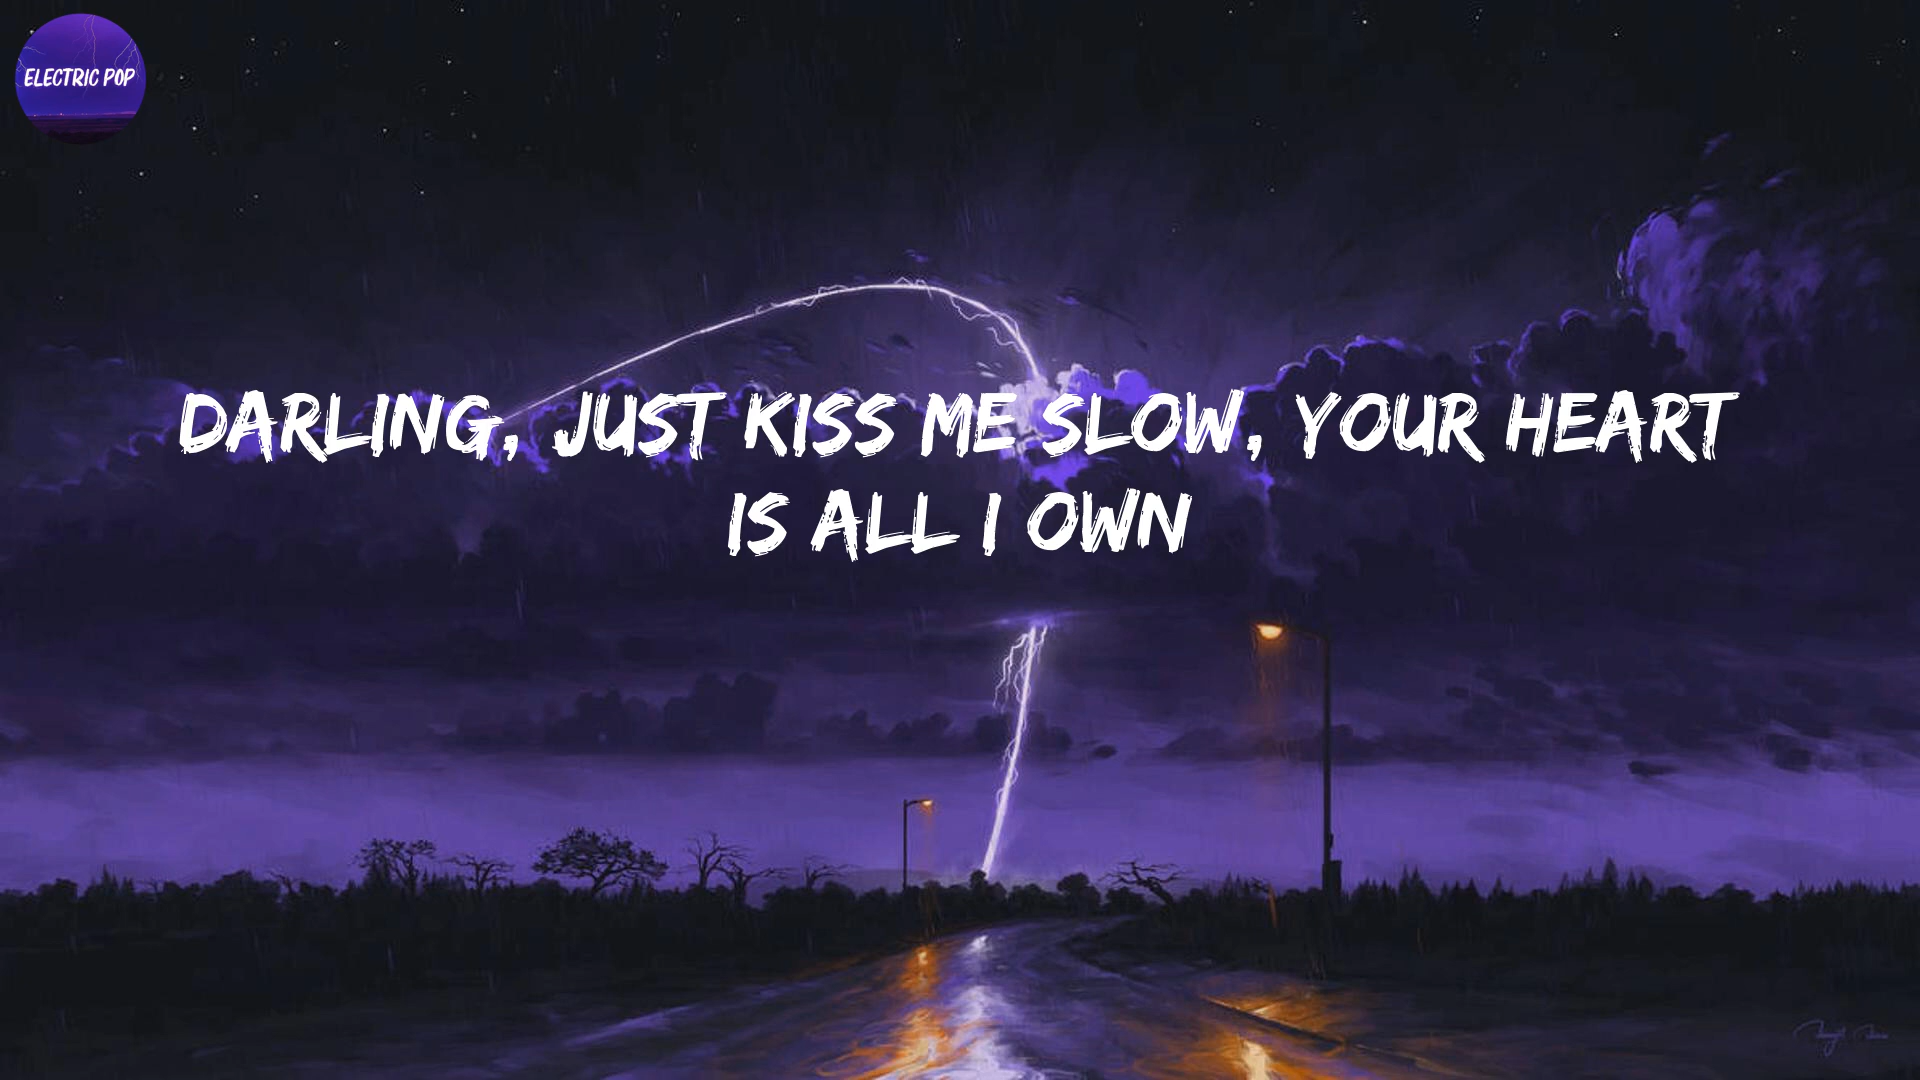 ELECTRIC POP
DARLING, JUST KISS ME SLOW, YOUR HEART
IS ALL I OWN